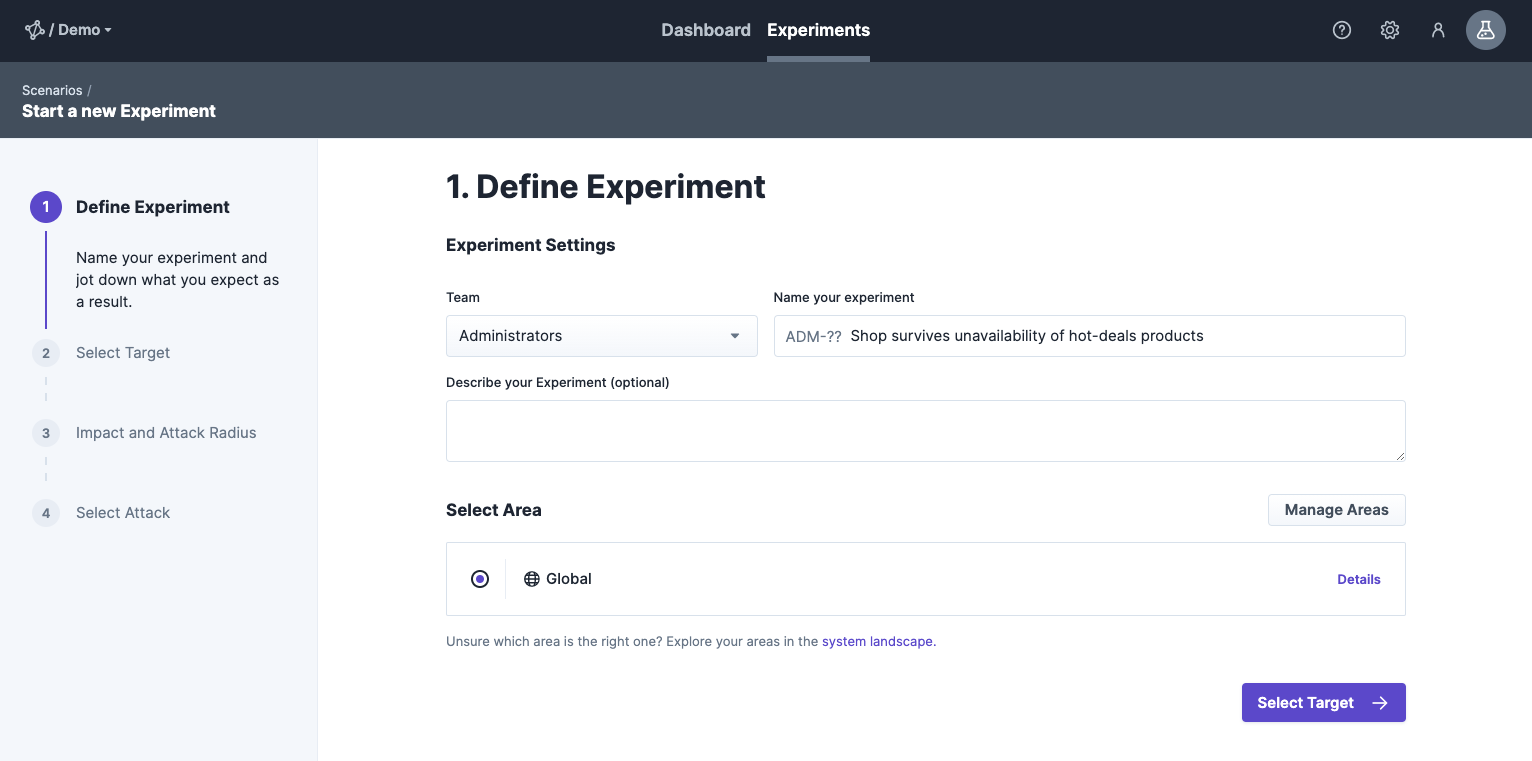 / Demo
Dashboard Experiments
Scenarios /
Start a new Experiment
1 Define Experiment
Name your experiment and
jot down what you expect as
a result.
2 Select Target
3 Impact and Attack Radius
4 Select Attack
1. Define Experiment
Experiment Settings
Team
Name your experiment
Administrators
ADM-?? Shop survives unavailability of hot-deals products
Describe your Experiment (optional)
Select Area
Manage Areas
Global
Details
Unsure which area is the right one? Explore your areas in the system landscape.
Select Target